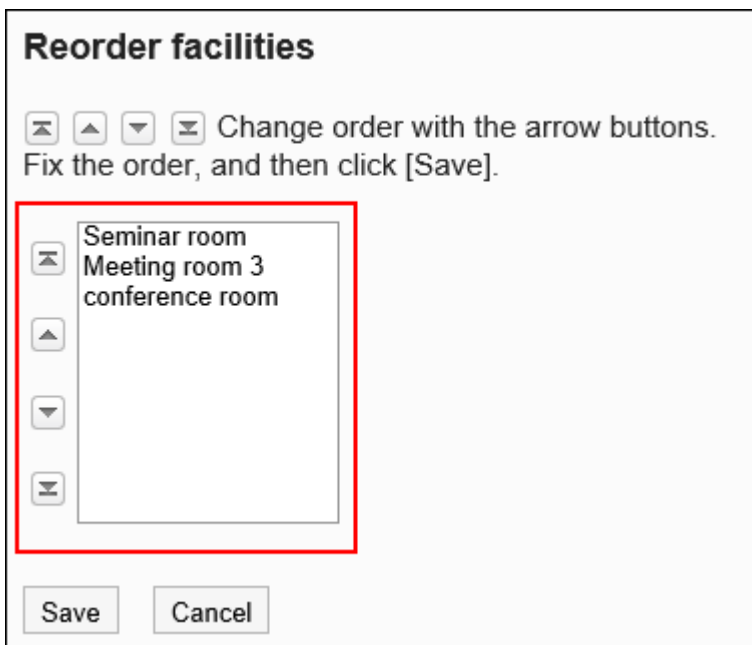 Reorder facilities
Change order with the arrow buttons.
Fix the order, and then click [Save].
Seminar room
Meeting room 3
conference room
Save
Cancel